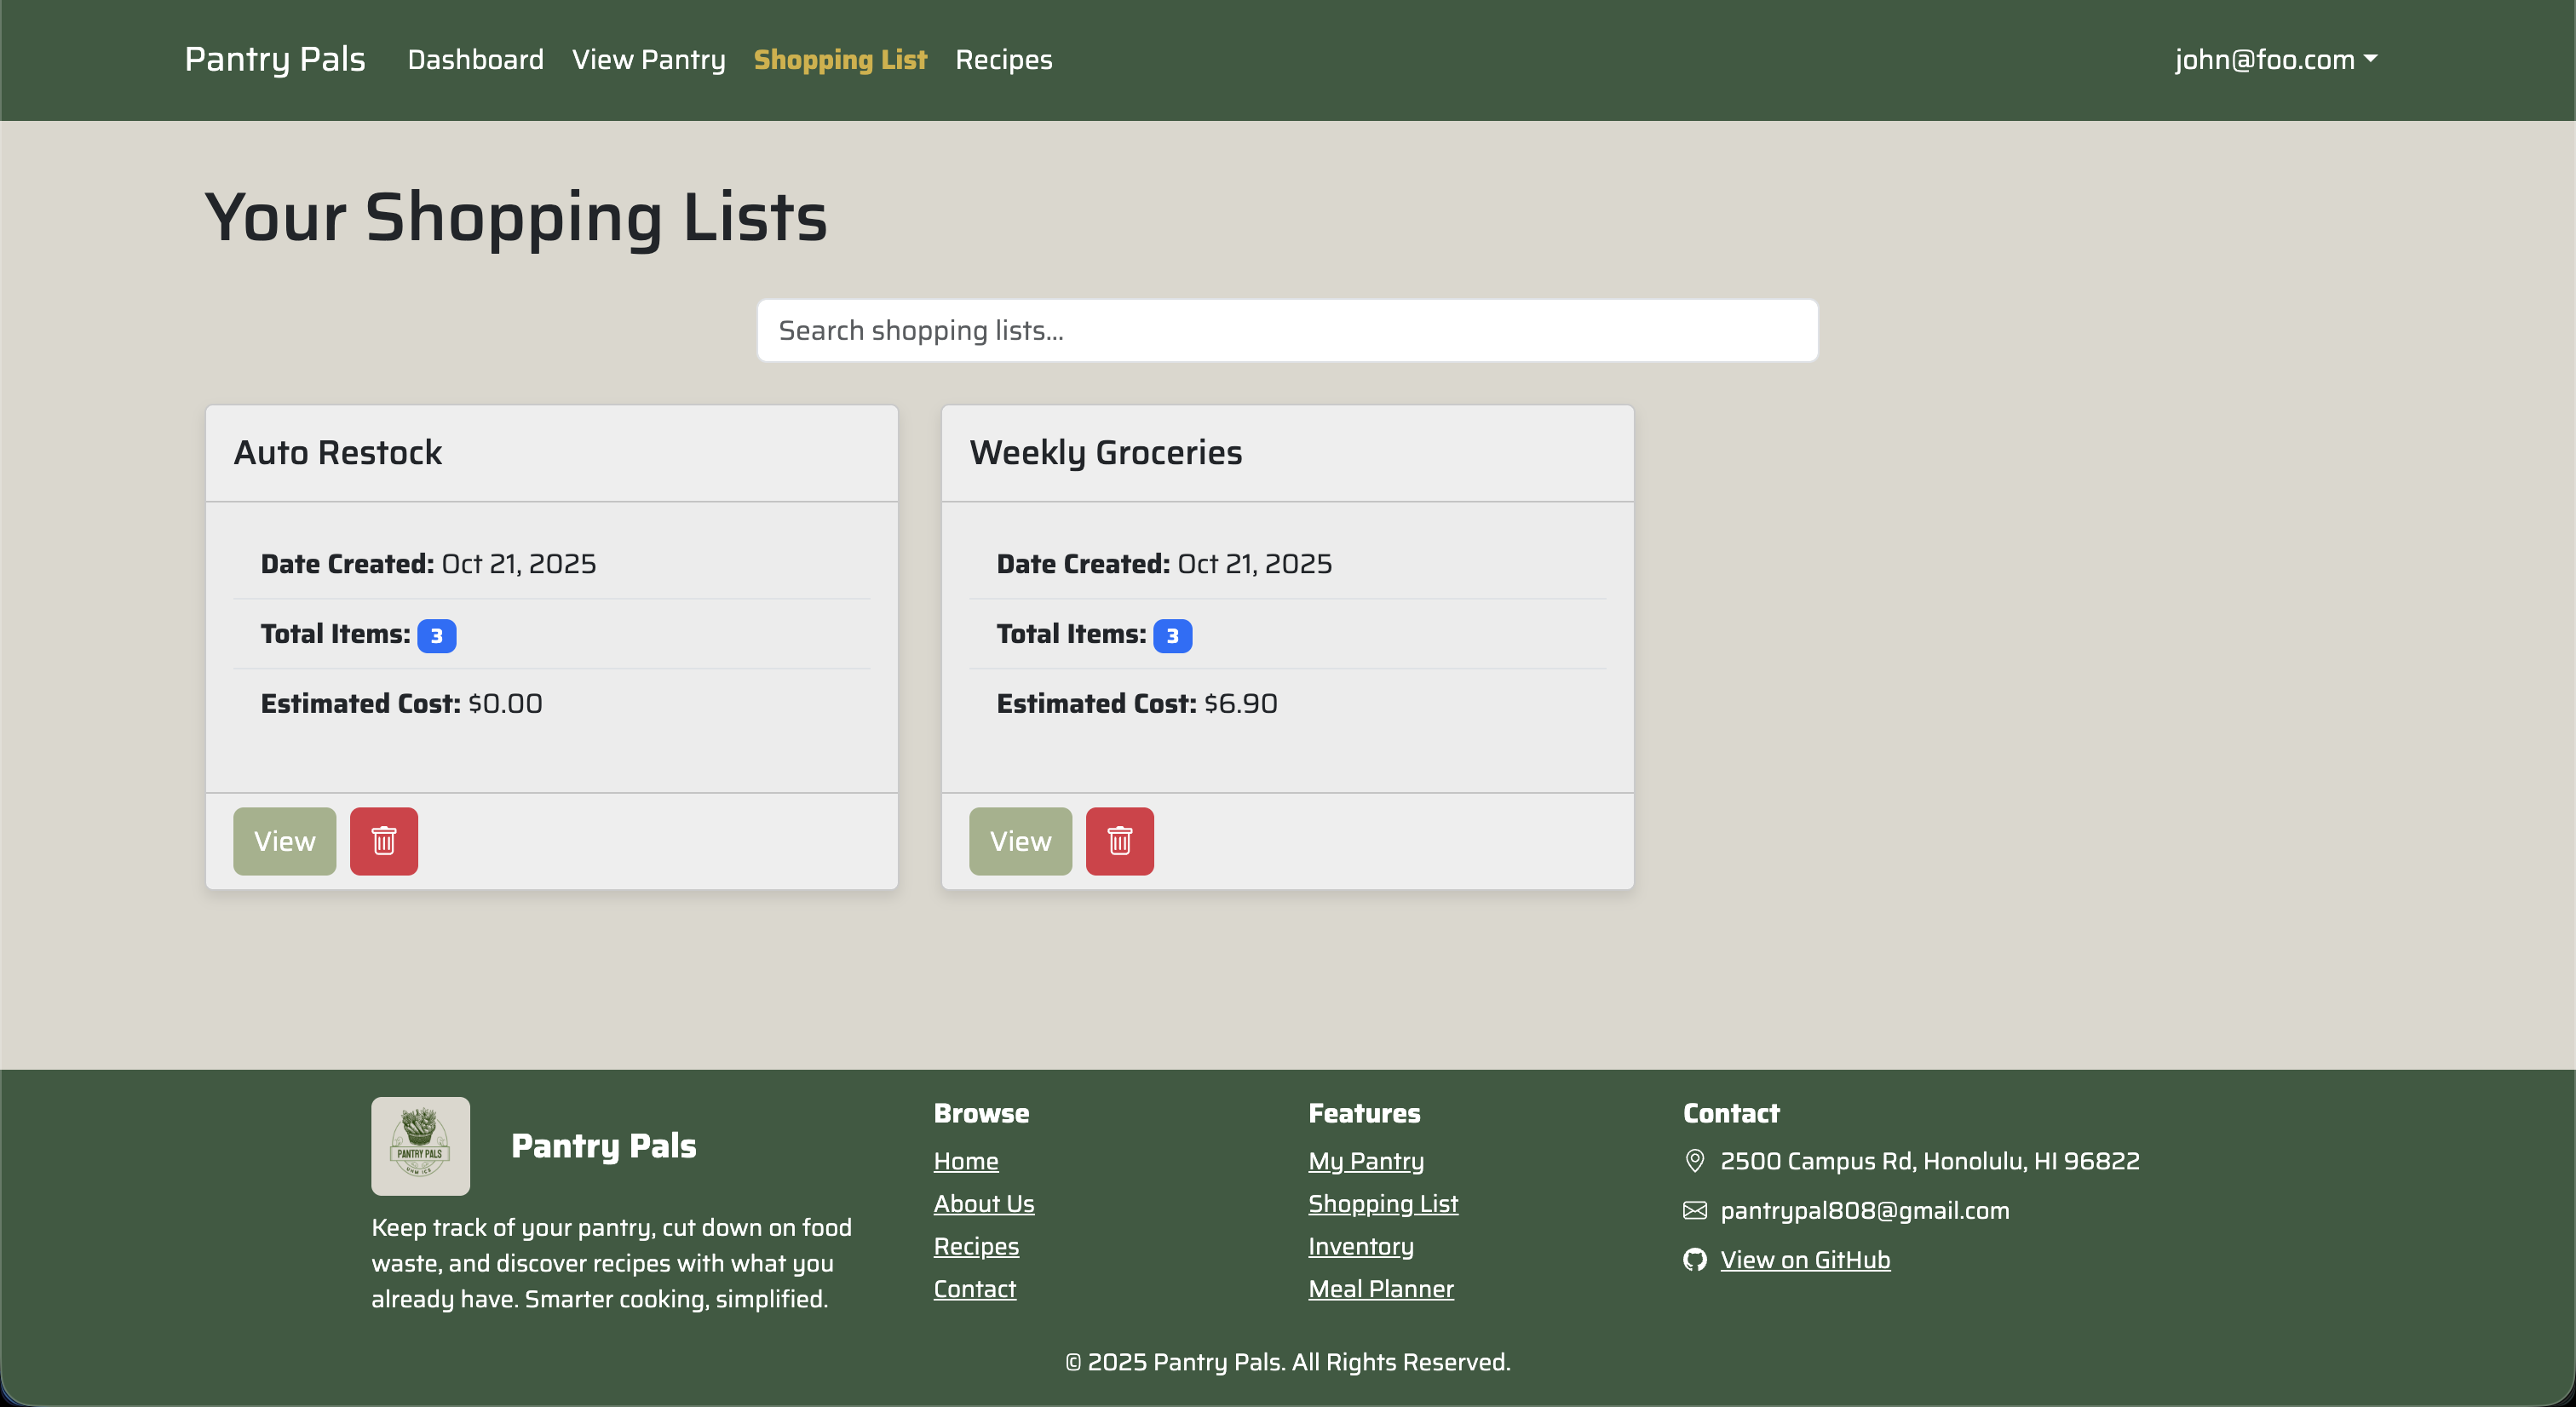 Pantry Pals Dashboard View Pantry Shopping List Recipes john@foo.com
Your Shopping Lists
Search shopping lists...
Auto Restock
Date Created: Oct 21, 2025
Total Items: 3
Estimated Cost: $0.00
View
Weekly Groceries
Date Created: Oct 21, 2025
Total Items: 3
Estimated Cost: $6.90
View
PANTRY PALS
Pantry Pals
Keep track of your pantry, cut down on food
waste, and discover recipes with what you
already have. Smarter cooking, simplified.
Browse
Home
About Us
Recipes
Contact
Features
My Pantry
Shopping List
Inventory
Meal Planner
Contact
2500 Campus Rd, Honolulu, HI 96822
pantrypal808@gmail.com
View on GitHub
© 2025 Pantry Pals. All Rights Reserved.